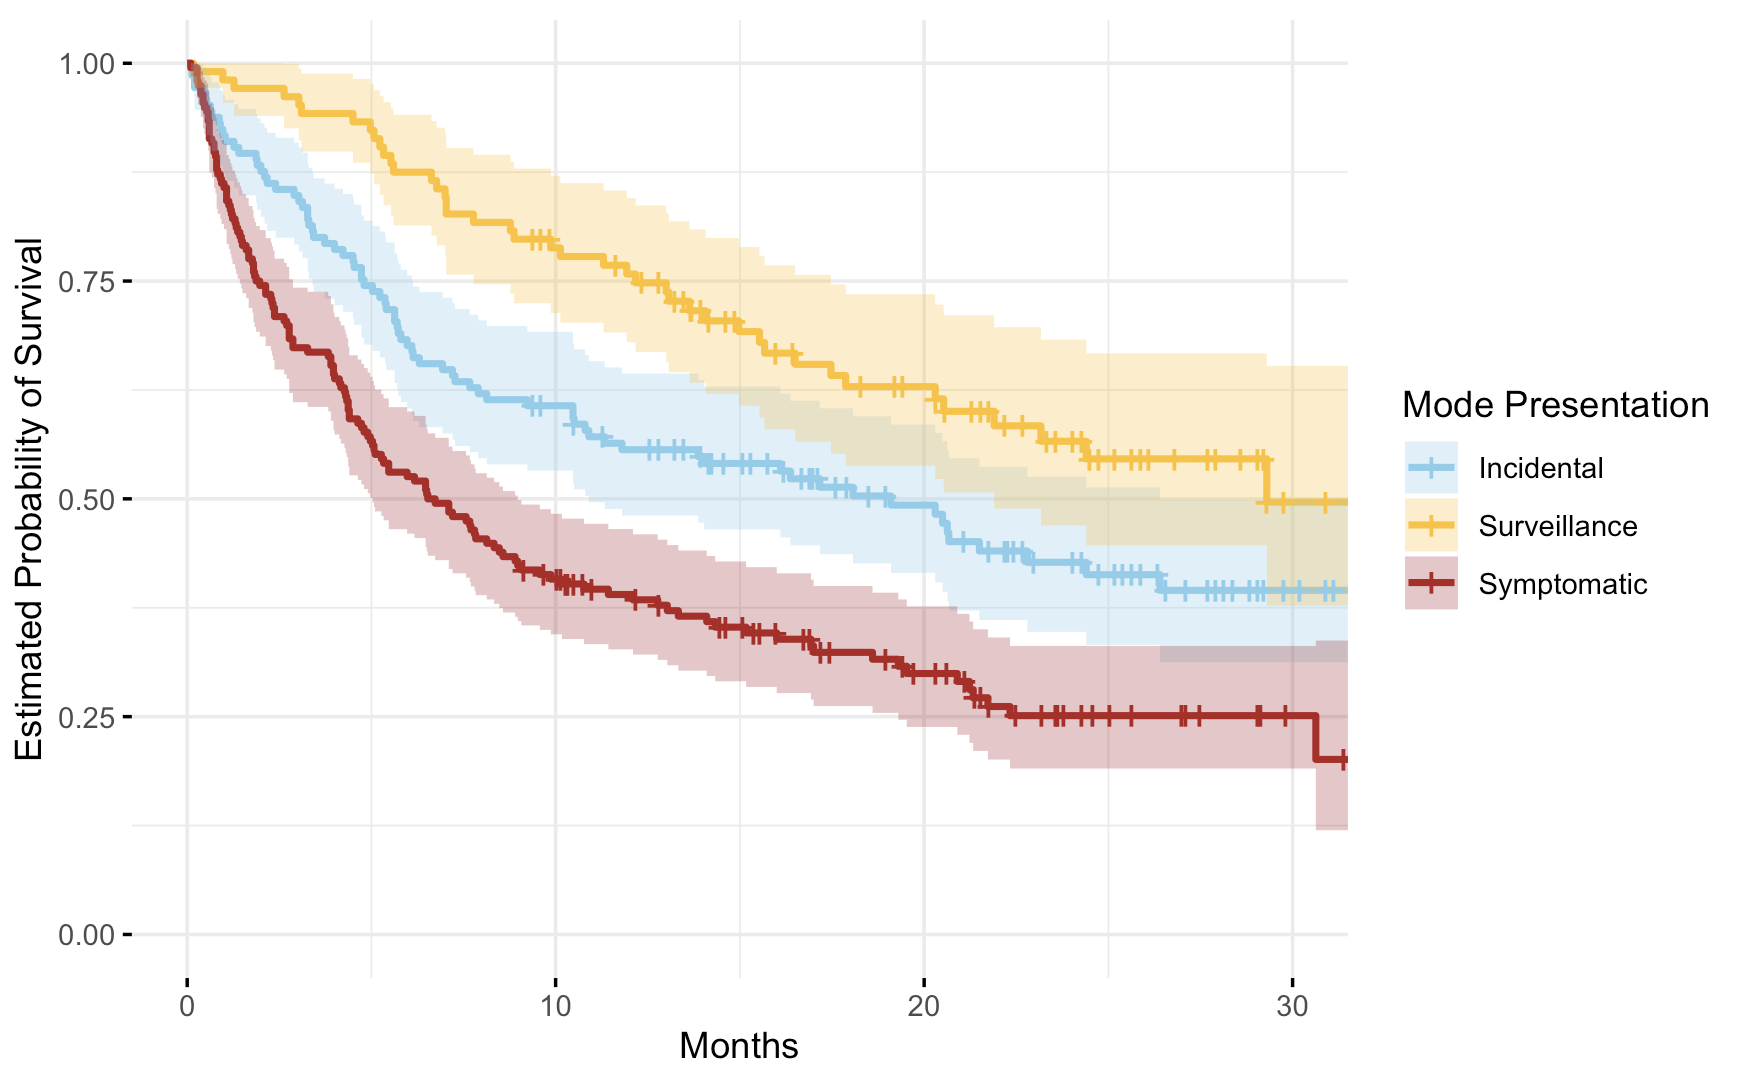 Estimated Probability of Survival
1.00
0.75
0.50
0.25
0.00
0
10
20
30
Months
Mode Presentation
Incidental
Surveillance
Symptomatic